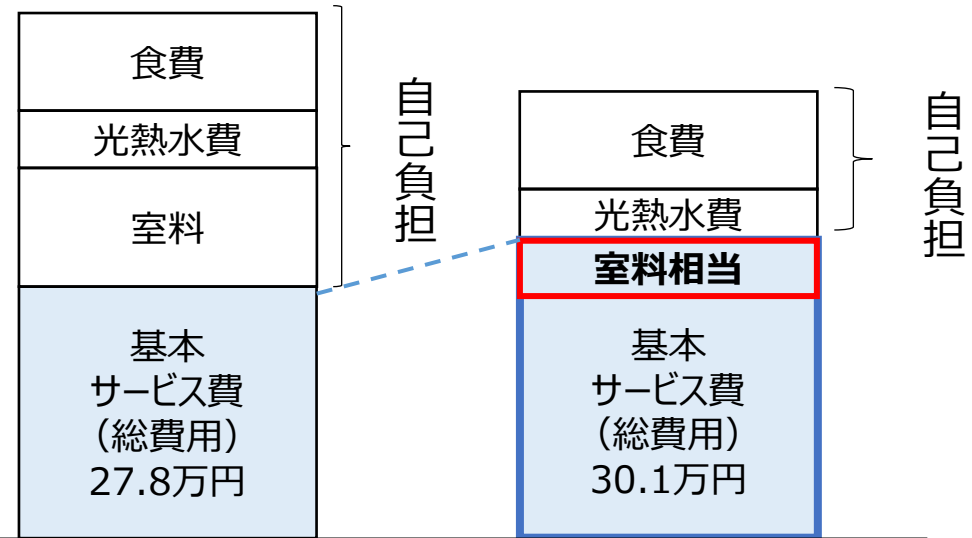 食費
光熱水費
室料
基本
サービス費
（総費用）
27.8万円
自己負担
食費
光熱水費
室料相当
基本
サービス費
（総費用）
30.1万円
自己負担